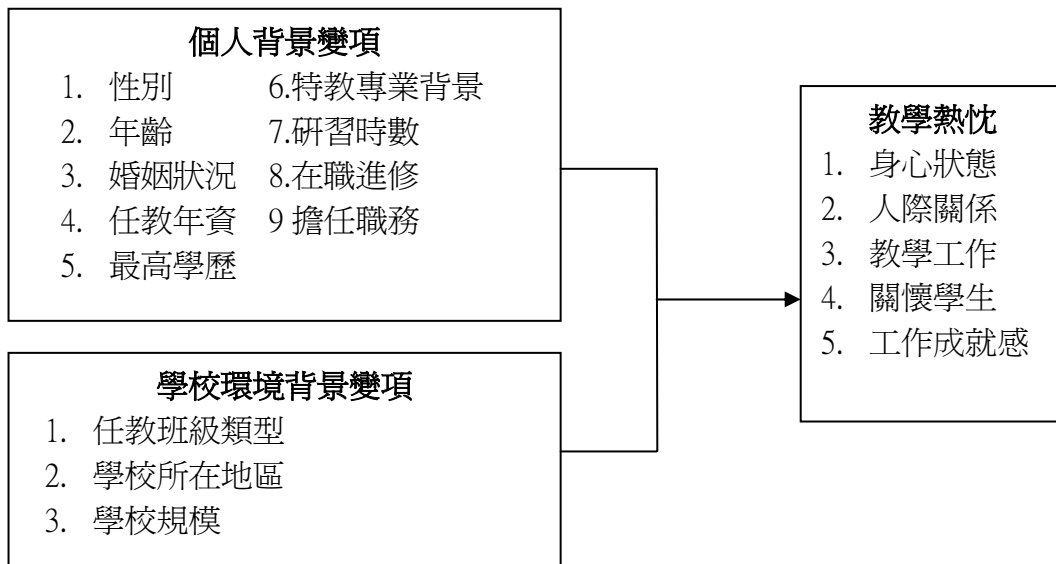 個人背景變項
1. 性別 6.特教專業背景
2. 年齡 7.研習時數
3. 婚姻狀況 8.在職進修
4. 任教年資 9 擔任職務
5. 最高學歷
學校環境背景變項
1. 任教班級類型
2. 學校所在地區
3. 學校規模
教學熱忱
1. 身心狀態
2. 人際關係
3. 教學工作
4. 關懷學生
5. 工作成就感